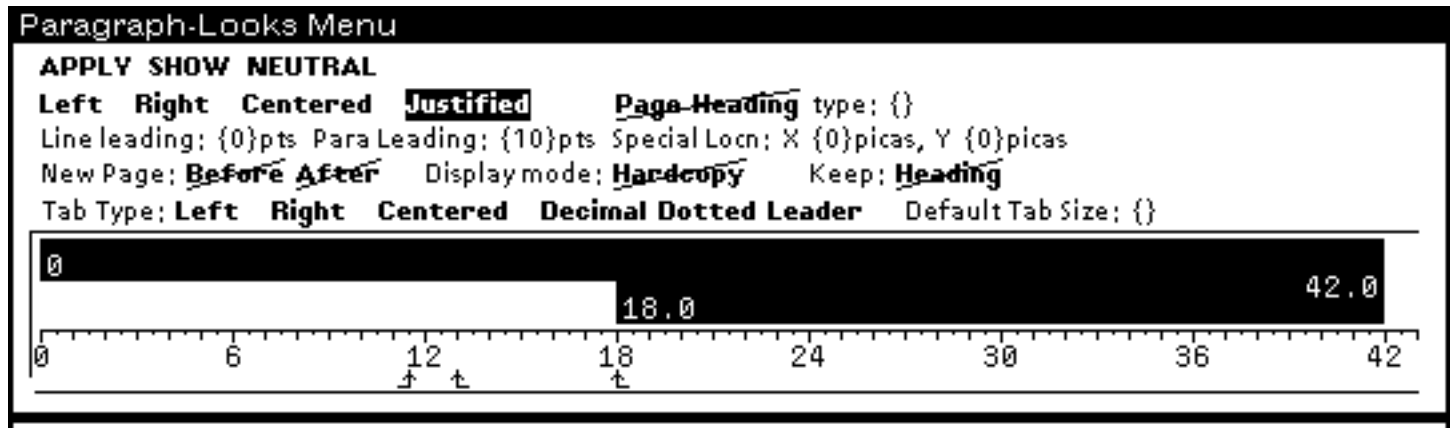 Paragraph-Looks Menu
APPLY SHOW NEUTRAL
Left Right Centered Justified Page Heading type: {}
Line leading: {0}pts Para Leading: {10}pts Special Locn: X {0}picas, Y {0}picas
New Page: Before After Display mode: Hardcopy Keep: Heading
Tab Type: Left Right Centered Decimal Dotted Leader Default Tab Size: {}
0
42.0
18.0
0 6 12 18 24 30 36 42